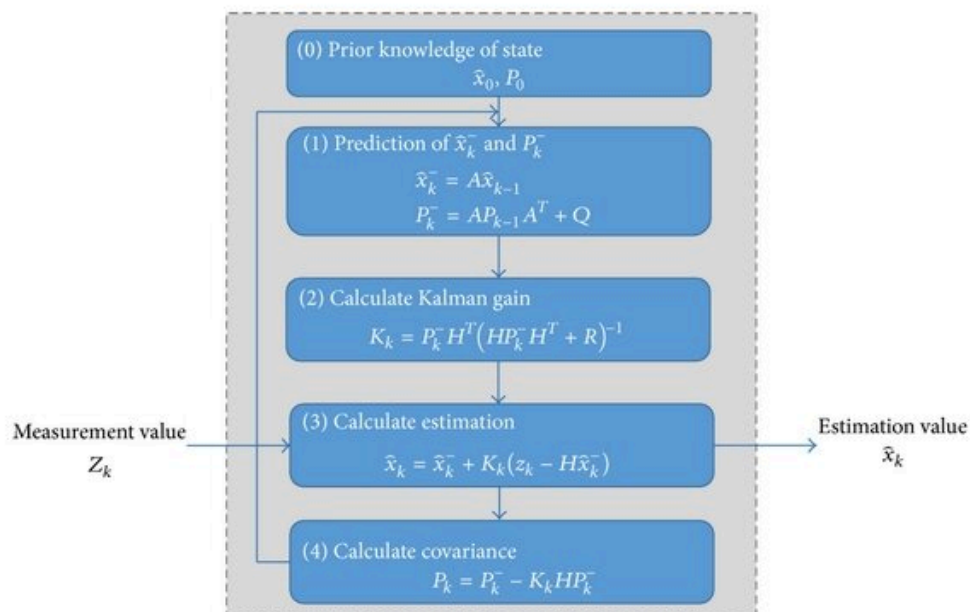 (0) Prior knowledge of state
x̂₀, P₀
(1) Prediction of x̂ₖ⁻ and Pₖ⁻
x̂ₖ⁻ = Ax̂ₖ₋₁
Pₖ⁻ = APₖ₋₁Aᵀ + Q
(2) Calculate Kalman gain
Kₖ = Pₖ⁻Hᵀ(HPₖ⁻Hᵀ + R)⁻¹
Measurement value
Zₖ
(3) Calculate estimation
x̂ₖ = x̂ₖ⁻ + Kₖ(zₖ − Hx̂ₖ⁻)
Estimation value
x̂ₖ
(4) Calculate covariance
Pₖ = Pₖ⁻ − KₖHPₖ⁻